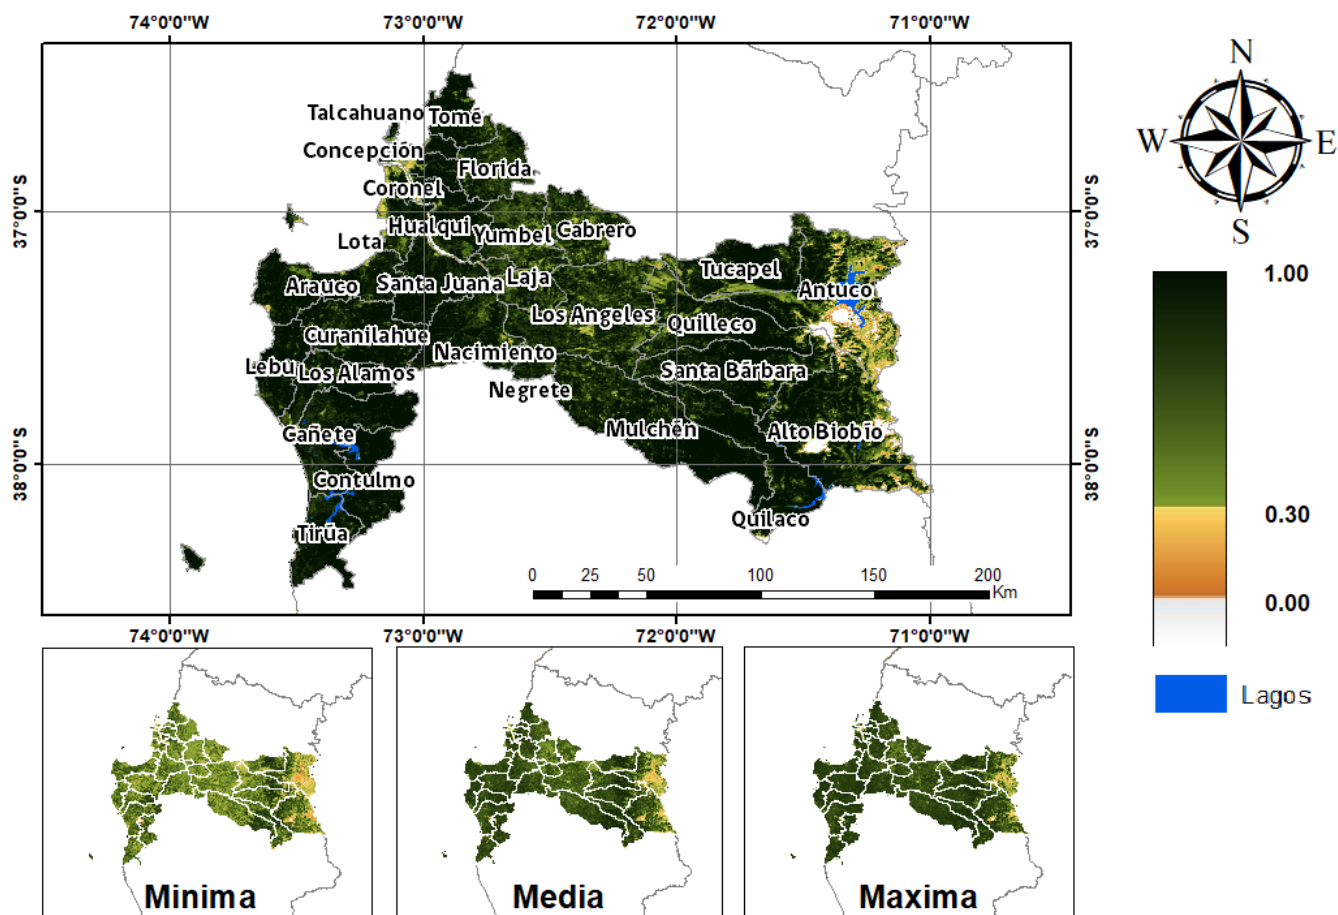 74°0'0"W
73°0'0"W
72°0'0"W
71°0'0"W
N
W
E
S
37°0'0"S
37°0'0"S
38°0'0"S
38°0'0"S
Talcahuano
Tomé
Concepción
Florida
Coronel
Hualqui
Yumbel
Cabrero
Lota
Tucapel
Laja
Arauco
Santa Juana
Antuco
Los Angeles
Quilleco
Curanilahue
Nacimiento
Lebu
Los Alamos
Santa Bárbara
Negrete
Mulchén
Alto Biobío
Cañete
Contulmo
Quilaco
Tirúa
0 25 50 100 150 200
Km
74°0'0"W
73°0'0"W
72°0'0"W
71°0'0"W
1.00
0.30
0.00
Lagos
Minima
Media
Maxima